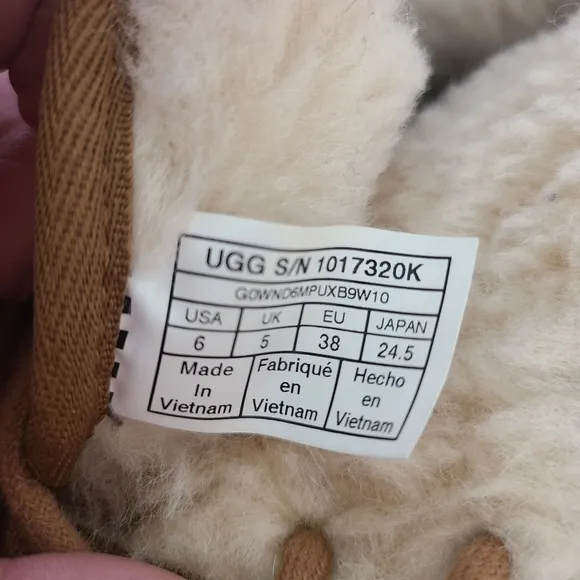 UGG S/N 1017320K
G0WND6MPUXB9W10
USA UK EU JAPAN
6 5 38 24.5
Made In Vietnam
Fabriqué en Vietnam
Hecho en Vietnam